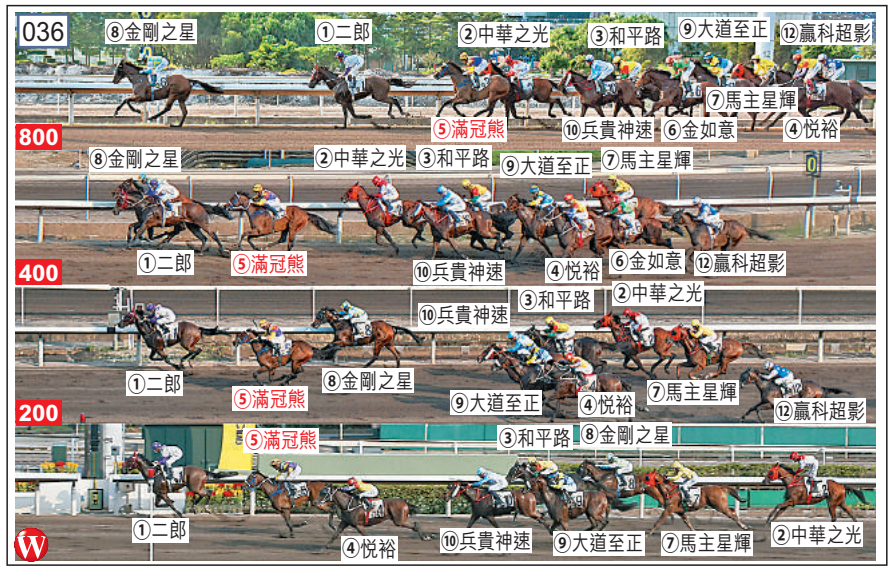 036
⑧金剛之星 ①二郎 ②中華之光 ③和平路 ⑨大道至正 ⑫贏科超影
⑤滿冠熊 ⑩兵貴神速 ⑥金如意 ⑦馬主星輝 ④悦裕
800
⑧金剛之星 ②中華之光 ③和平路 ⑨大道至正 ⑦馬主星輝
①二郎 ⑤滿冠熊 ⑩兵貴神速 ④悦裕 ⑥金如意 ⑫贏科超影
400
0
⑩兵貴神速 ③和平路 ②中華之光
①二郎 ⑤滿冠熊 ⑧金剛之星 ⑨大道至正 ④悦裕 ⑦馬主星輝 ⑫贏科超影
200
⑤滿冠熊 ③和平路 ⑧金剛之星
①二郎 ④悦裕 ⑩兵貴神速 ⑨大道至正 ⑦馬主星輝 ②中華之光
W